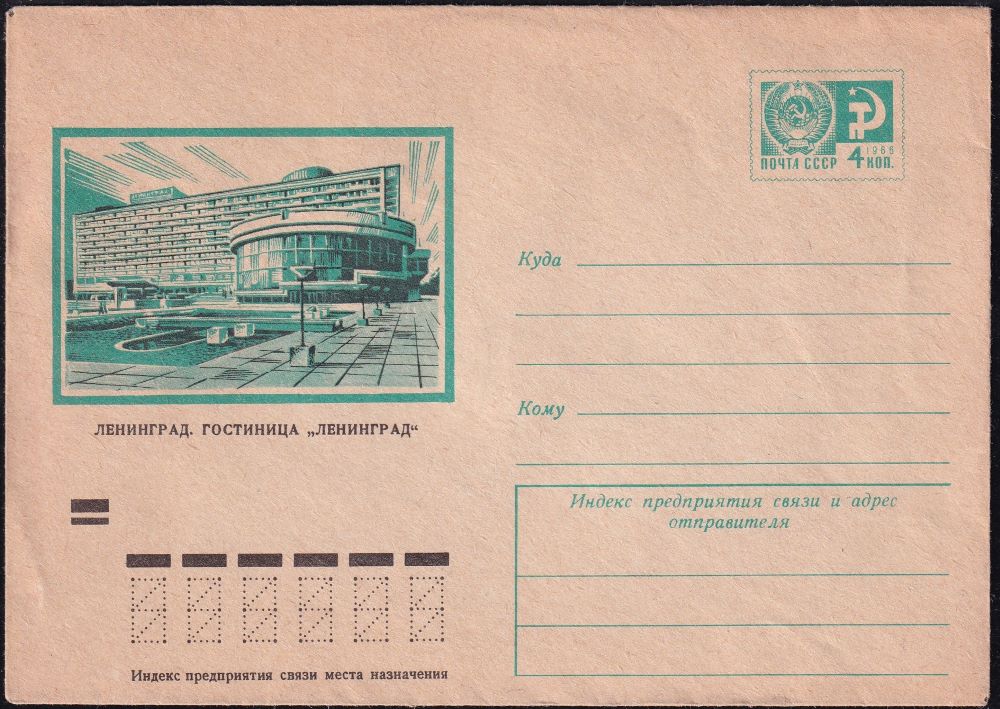 ПОЧТА СССР
1966
4 КОП.
ЛЕНИНГРАД
Куда
ЛЕНИНГРАД. ГОСТИНИЦА „ЛЕНИНГРАД“
Кому
Индекс предприятия связи и адрес
отправителя
Индекс предприятия связи места назначения